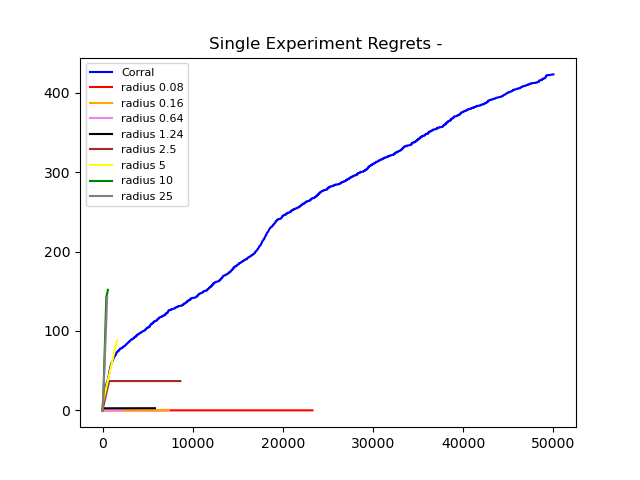 Single Experiment Regrets -
Corral
radius 0.08
radius 0.16
radius 0.64
radius 1.24
radius 2.5
radius 5
radius 10
radius 25
400
300
200
100
0
0 10000 20000 30000 40000 50000